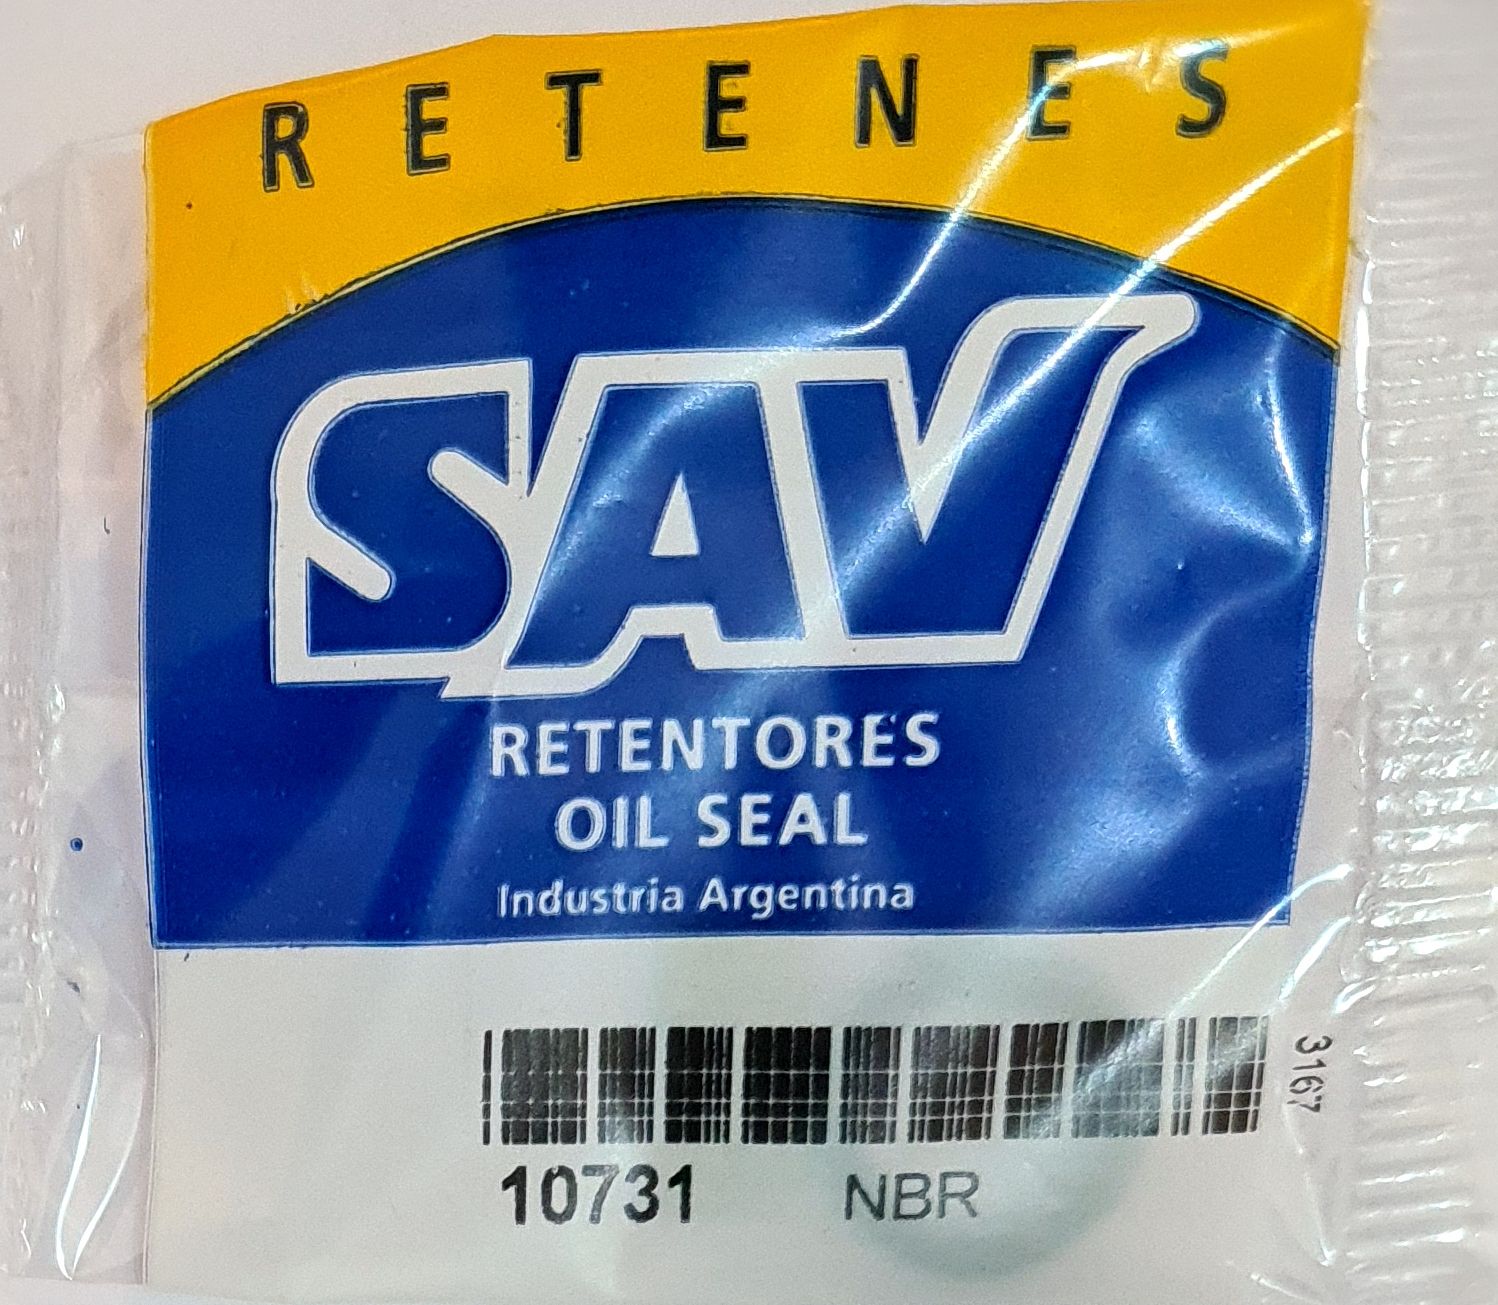 RETENES
SAV
RETENTORES
OIL SEAL
Industria Argentina
3167
10731 NBR